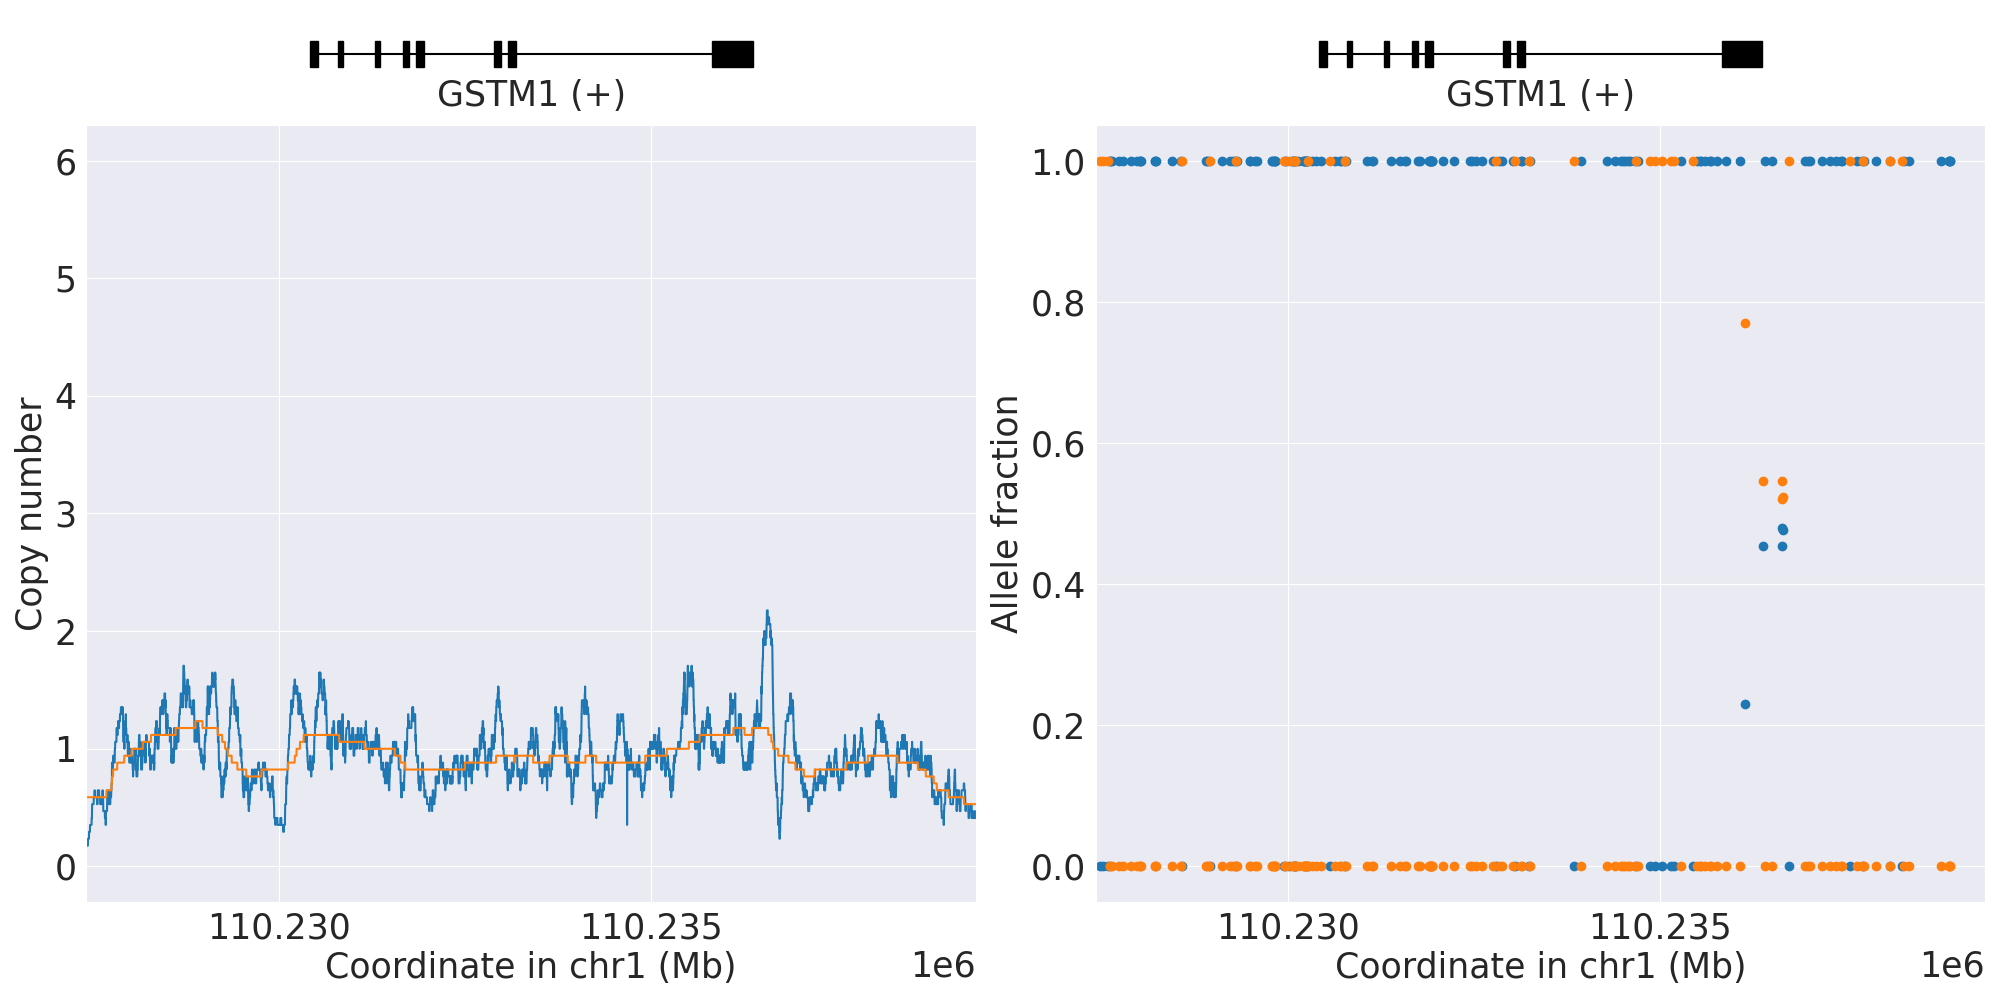 GSTM1 (+)
6
5
4
3
2
1
0
Copy number
110.230
110.235
Coordinate in chr1 (Mb)
1e6
GSTM1 (+)
1.0
0.8
0.6
0.4
0.2
0.0
Allele fraction
110.230
110.235
Coordinate in chr1 (Mb)
1e6